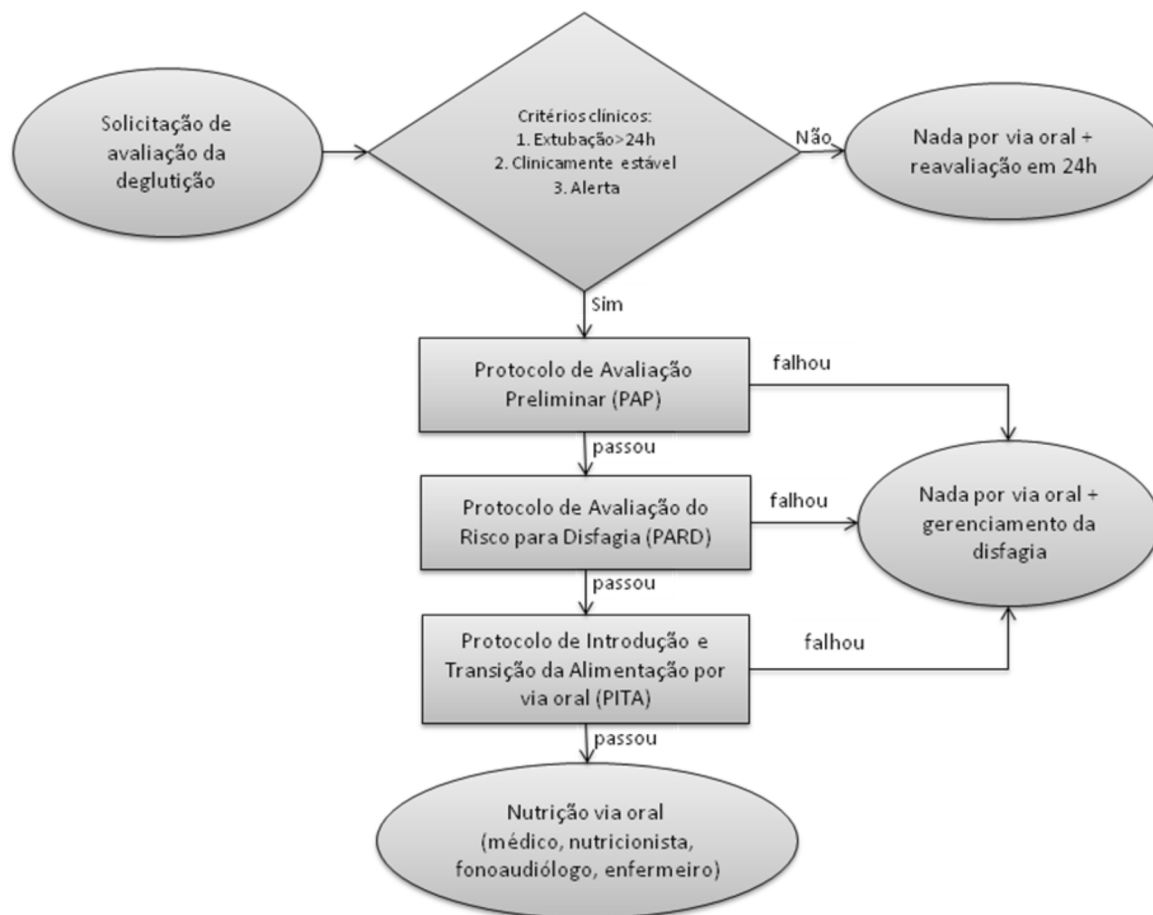 Solicitação de
avaliação da
deglutição
Critérios clínicos:
1. Extubação>24h
2. Clinicamente estável
3. Alerta
Não
Nada por via oral +
reavaliação em 24h
Sim
Protocolo de Avaliação
Preliminar (PAP)
falhou
passou
Protocolo de Avaliação do
Risco para Disfagia (PARD)
falhou
Nada por via oral +
gerenciamento da
disfagia
passou
Protocolo de Introdução e
Transição da Alimentação por
via oral (PITA)
falhou
passou
Nutrição via oral
(médico, nutricionista,
fonoaudiólogo, enfermeiro)